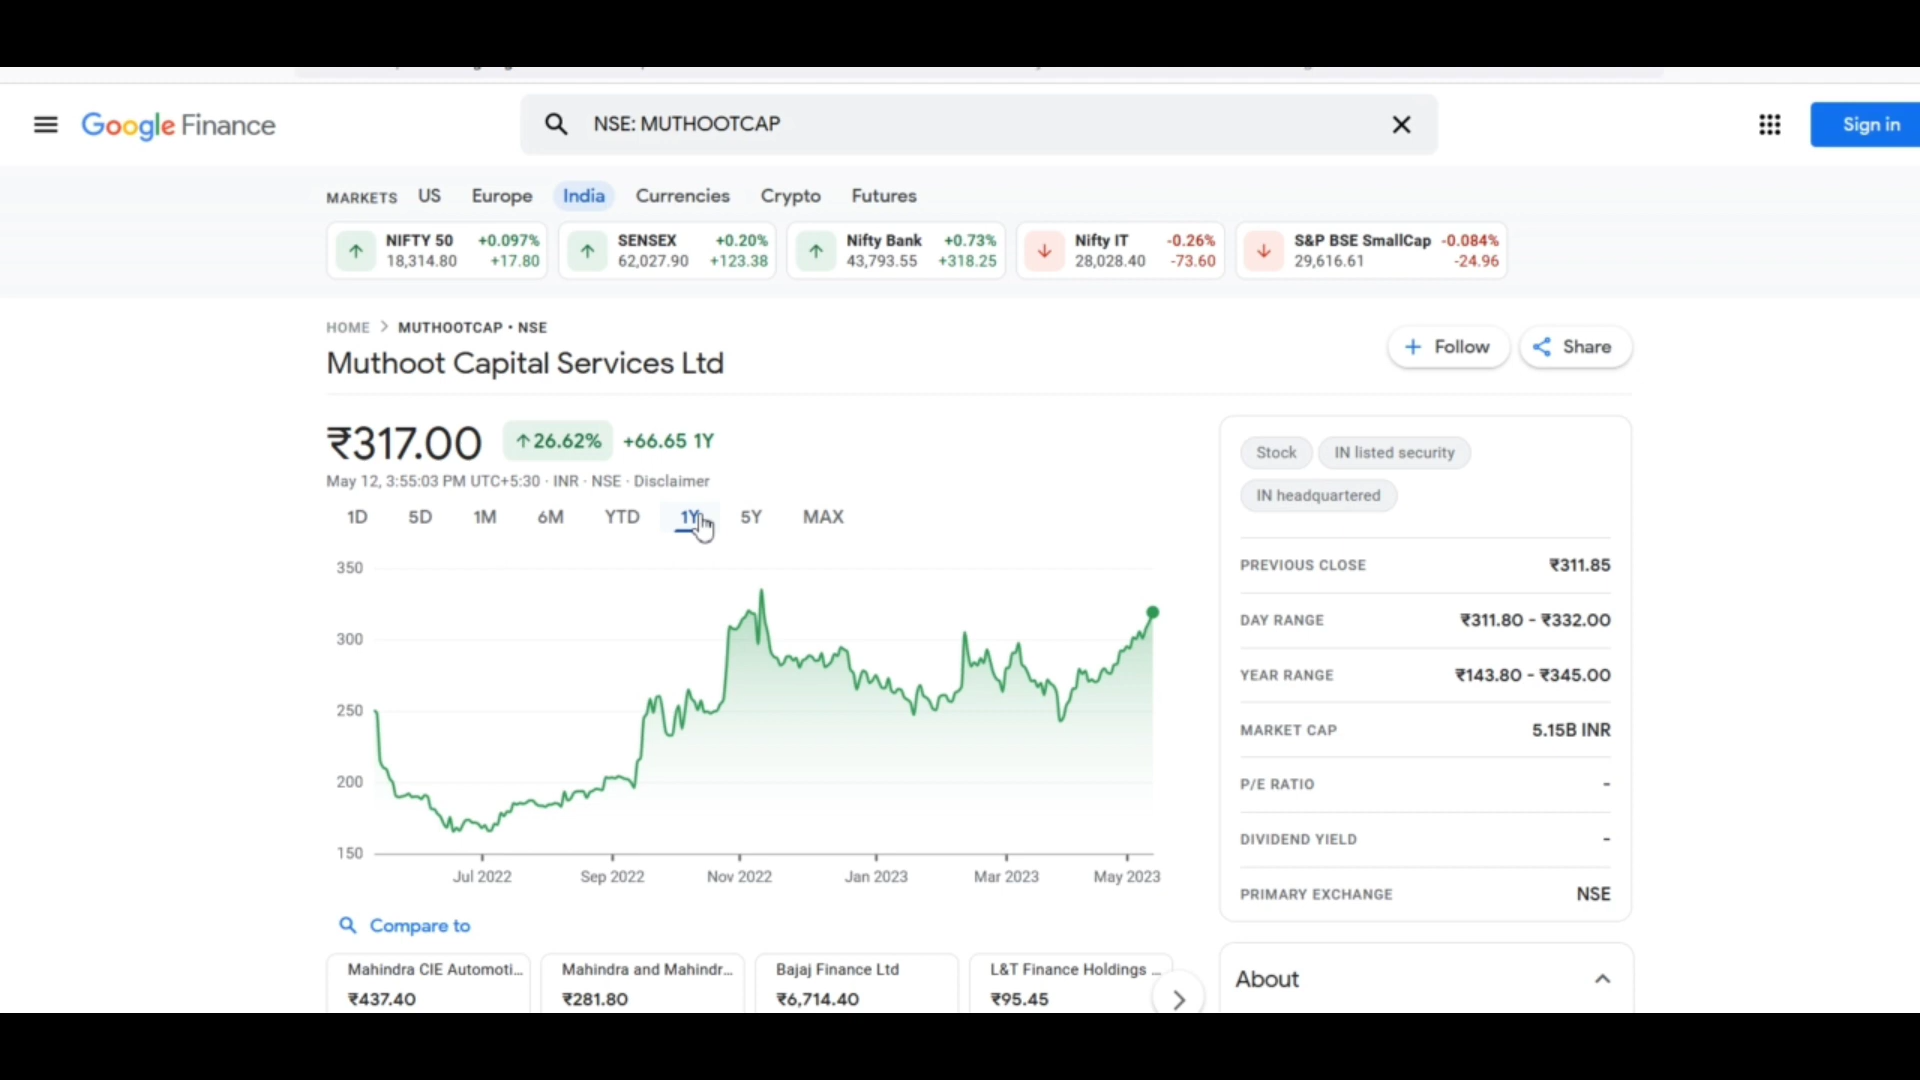 Google Finance
NSE: MUTHOOTCAP
Sign in
MARKETS US Europe India Currencies Crypto Futures
NIFTY 50 +0.097%
18,314.80 +17.80
SENSEX +0.20%
62,027.90 +123.38
Nifty Bank +0.73%
43,793.55 +318.25
Nifty IT -0.26%
28,028.40 -73.60
S&P BSE SmallCap -0.084%
29,616.61 -24.96
HOME > MUTHOOTCAP • NSE
Muthoot Capital Services Ltd
Follow
Share
₹317.00 ↑26.62% +66.65 1Y
May 12, 3:55:03 PM UTC+5:30 · INR · NSE · Disclaimer
1D 5D 1M 6M YTD 1Y 5Y MAX
350
300
250
200
150
Jul 2022 Sep 2022 Nov 2022 Jan 2023 Mar 2023 May 2023
Compare to
Mahindra CIE Automoti...
₹437.40
Mahindra and Mahindr...
₹281.80
Bajaj Finance Ltd
₹6,714.40
L&T Finance Holdings ...
₹95.45
Stock IN listed security
IN headquartered
PREVIOUS CLOSE ₹311.85
DAY RANGE ₹311.80 - ₹332.00
YEAR RANGE ₹143.80 - ₹345.00
MARKET CAP 5.15B INR
P/E RATIO -
DIVIDEND YIELD -
PRIMARY EXCHANGE NSE
About